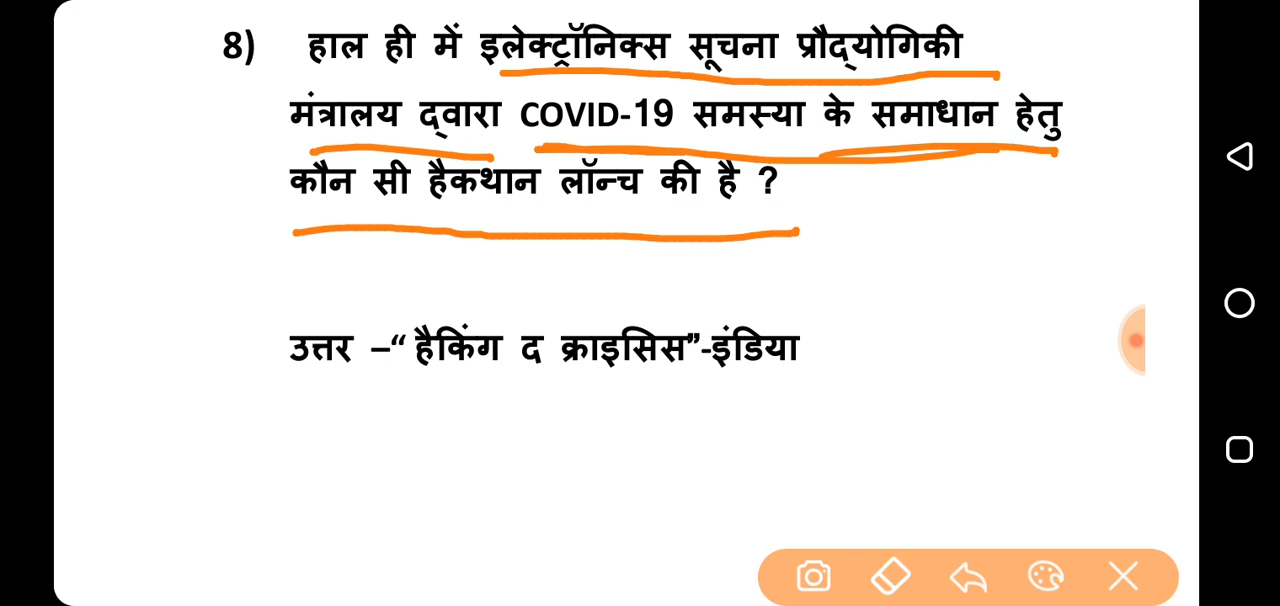 8) हाल ही में इलेक्ट्रॉनिक्स सूचना प्रौद्योगिकी
मंत्रालय द्वारा COVID-19 समस्या के समाधान हेतु
कौन सी हैकथान लॉन्च की है ?
उत्तर –“ हैकिंग द क्राइसिस”-इंडिया